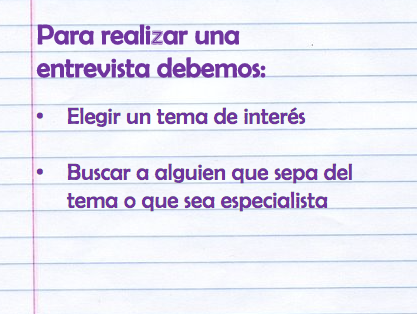 Para realizar una
entrevista debemos:
• Elegir un tema de interés
• Buscar a alguien que sepa del
tema o que sea especialista